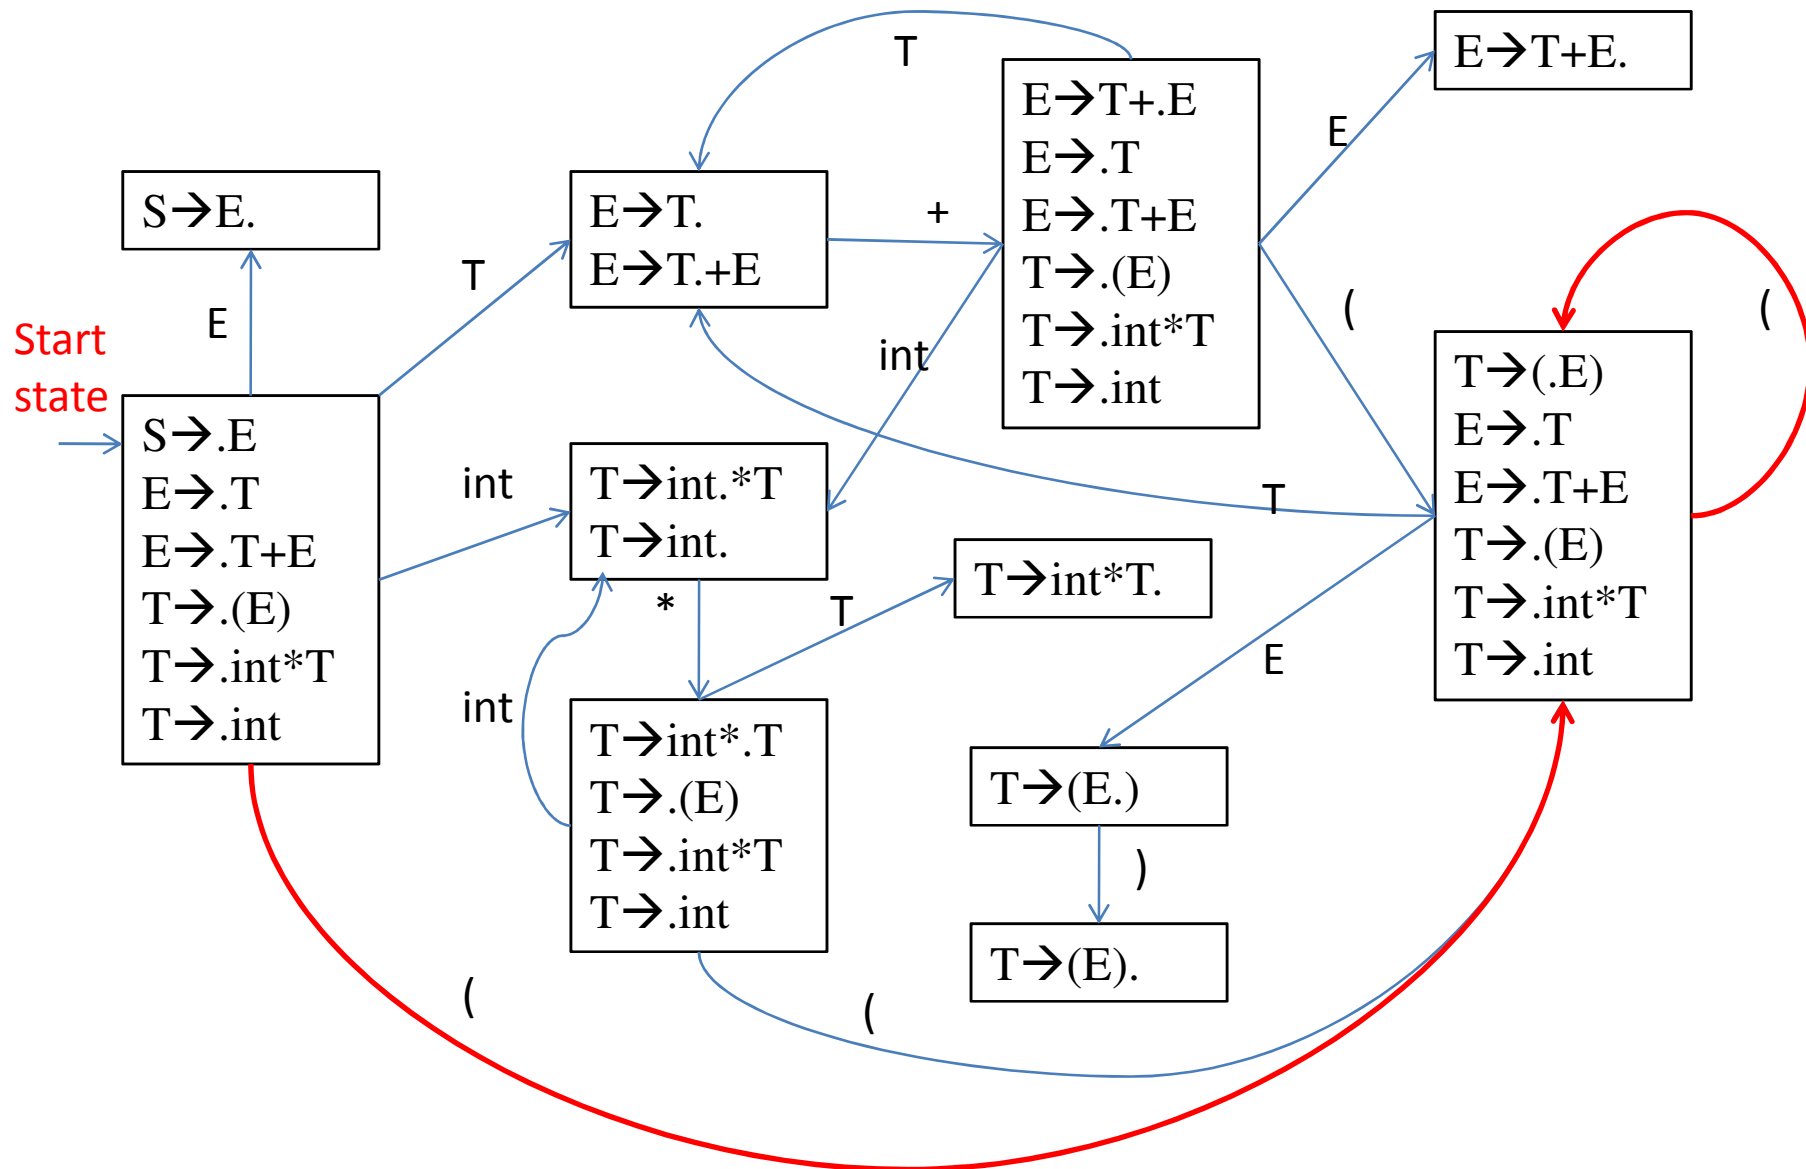 T
E→T+E.
E→T+.E
E→.T
E→.T+E
T→.(E)
T→.int*T
T→.int
E
S→E.
E→T.
E→T.+E
+
T
E
(
(
int
Start
state
T→(.E)
E→.T
E→.T+E
T→.(E)
T→.int*T
T→.int
S→.E
E→.T
E→.T+E
T→.(E)
T→.int*T
T→.int
int
T→int.*T
T→int.
T
T→int*T.
*
T
E
int
T→int*.T
T→.(E)
T→.int*T
T→.int
T→(E.)
)
T→(E).
(
(